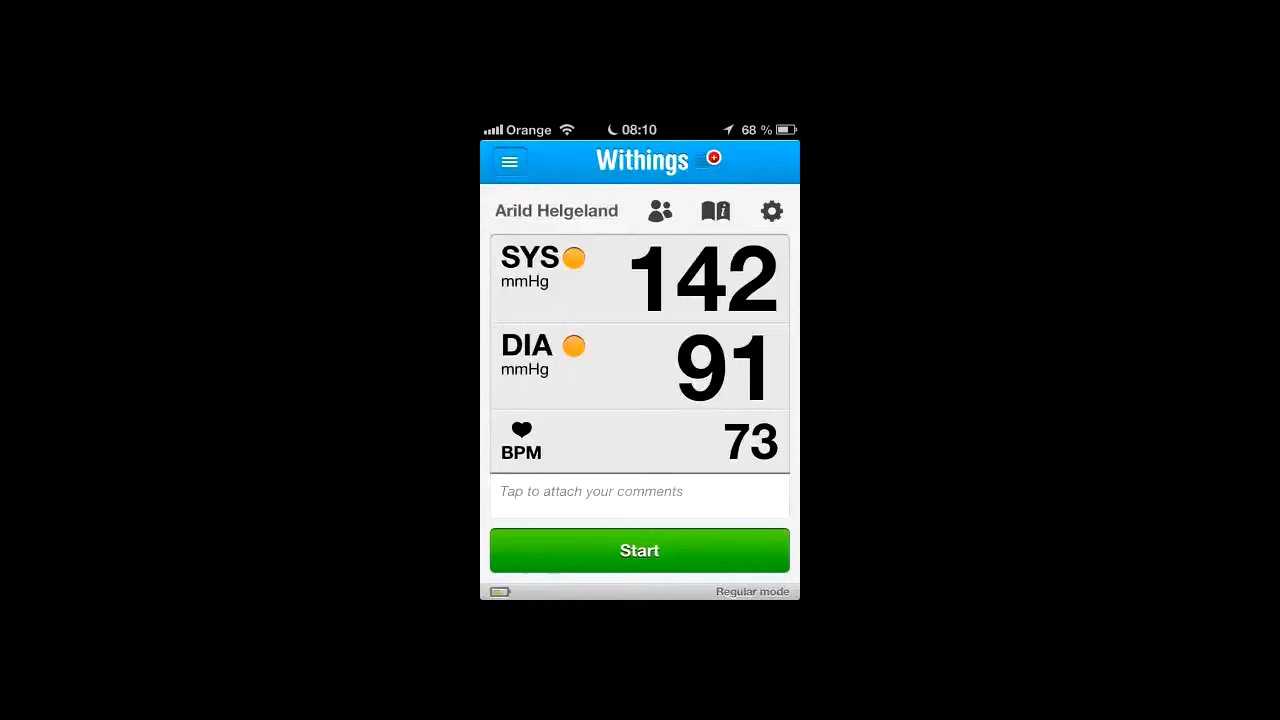 Orange 08:10 68 %
Withings
Arild Helgeland
SYS 142
mmHg
DIA 91
mmHg
BPM 73
Tap to attach your comments
Start
Regular mode